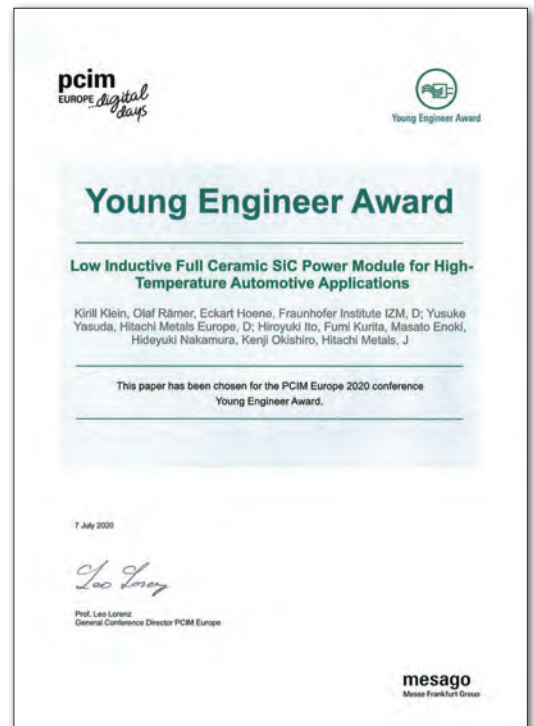 pcim
EUROPE digital
days
Young Engineer Award
Young Engineer Award
Low Inductive Full Ceramic SiC Power Module for High-
Temperature Automotive Applications
Kirill Klein, Olaf Rämer, Eckart Hoene, Fraunhofer Institute IZM, D; Yusuke
Yasuda, Hitachi Metals Europe, D; Hiroyuki Ito, Fumi Kurita, Masato Enoki,
Hideyuki Nakamura, Kenji Okishiro, Hitachi Metals, J
This paper has been chosen for the PCIM Europe 2020 conference
Young Engineer Award.
7 July 2020
Leo Lorenz
Prof. Leo Lorenz
General Conference Director PCIM Europe
mesago
Messe Frankfurt Group